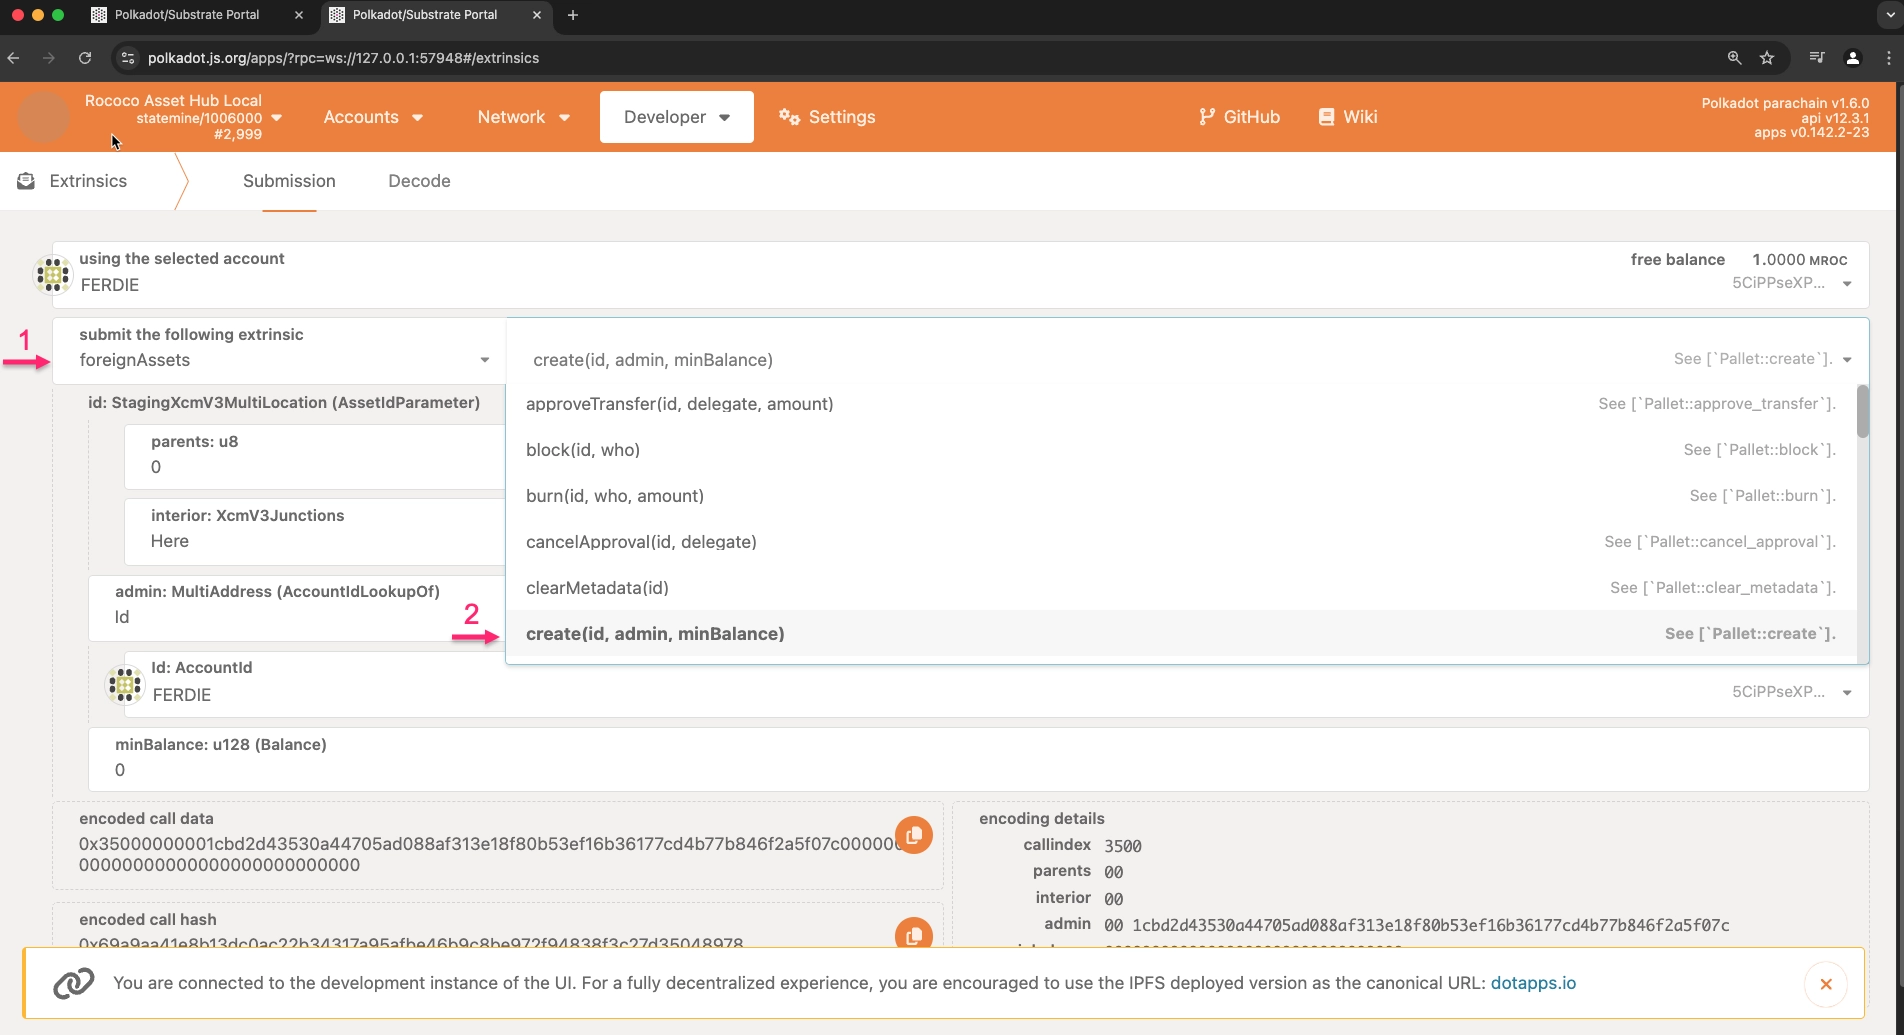 Polkadot/Substrate Portal
Polkadot/Substrate Portal
polkadot.js.org/apps/?rpc=ws://127.0.0.1:57948#/extrinsics
Rococo Asset Hub Local
statemine/1006000
#2,999
Accounts
Network
Developer
Settings
GitHub
Wiki
Polkadot parachain v1.6.0
api v12.3.1
apps v0.142.2-23
Extrinsics
Submission
Decode
using the selected account
FERDIE
free balance 1.0000 MROC
5CiPPseXP...
1
submit the following extrinsic
foreignAssets
create(id, admin, minBalance) See [`Pallet::create`].
approveTransfer(id, delegate, amount) See [`Pallet::approve_transfer`].
block(id, who) See [`Pallet::block`].
burn(id, who, amount) See [`Pallet::burn`].
cancelApproval(id, delegate) See [`Pallet::cancel_approval`].
clearMetadata(id) See [`Pallet::clear_metadata`].
2
create(id, admin, minBalance) See [`Pallet::create`].
id: StagingXcmV3MultiLocation (AssetIdParameter)
parents: u8
0
interior: XcmV3Junctions
Here
admin: MultiAddress (AccountIdLookupOf)
Id
Id: AccountId
FERDIE 5CiPPseXP...
minBalance: u128 (Balance)
0
encoded call data
0x35000000001cbd2d43530a44705ad088af313e18f80b53ef16b36177cd4b77b846f2a5f07c000000
00000000000000000000000000
encoded call hash
0x69a9aa41e8b13dc0ac22b34317a95afbe46b9c8be972f94838f3c27d35048978
encoding details
callindex 3500
parents 00
interior 00
admin 00 1cbd2d43530a44705ad088af313e18f80b53ef16b36177cd4b77b846f2a5f07c
You are connected to the development instance of the UI. For a fully decentralized experience, you are encouraged to use the IPFS deployed version as the canonical URL: dotapps.io